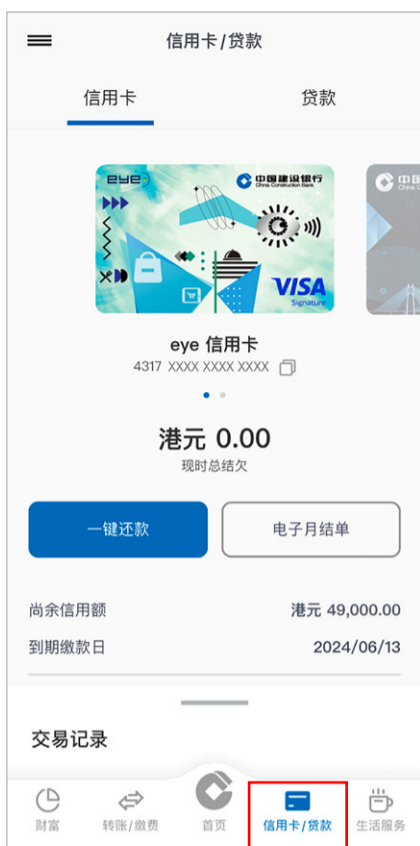 信用卡/贷款
信用卡
贷款
eye
中国建设银行
China Construction Bank
VISA
Signature
eye 信用卡
4317 XXXX XXXX XXXX
港元 0.00
现时总结欠
一键还款
电子月结单
尚余信用额
港元 49,000.00
到期缴款日
2024/06/13
交易记录
财富
转账/缴费
首页
信用卡/贷款
生活服务